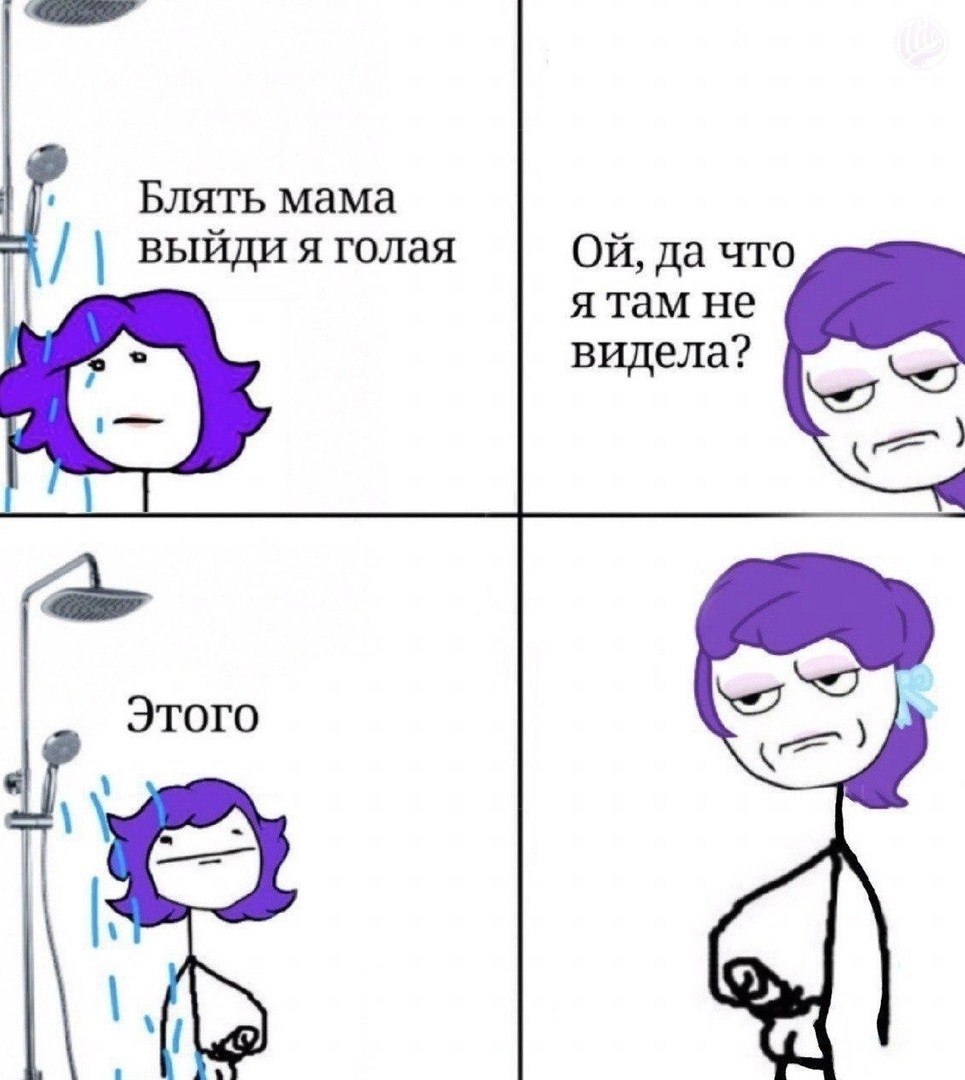 Блять мама
выйди я голая
Ой, да что
я там не
видела?
Этого